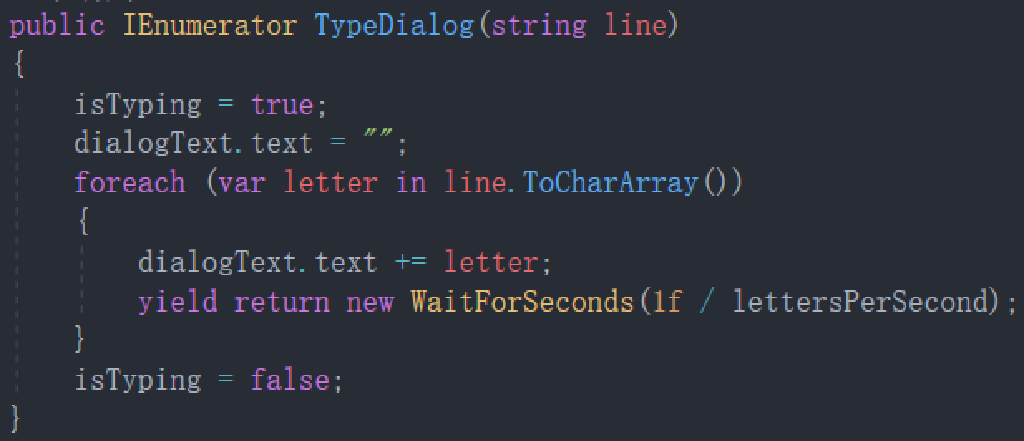 public IEnumerator TypeDialog(string line)
{
isTyping = true;
dialogText.text = "";
foreach (var letter in line.ToCharArray())
{
dialogText.text += letter;
yield return new WaitForSeconds(1f / lettersPerSecond);
}
isTyping = false;
}